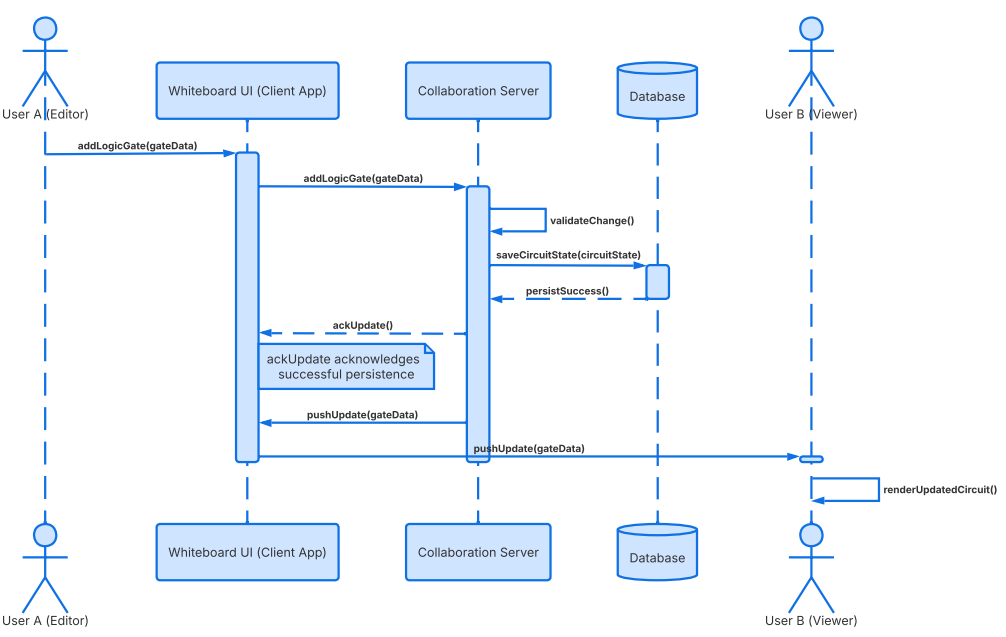 Whiteboard UI (Client App)
Collaboration Server
Database
User A (Editor)
User B (Viewer)
addLogicGate(gateData)
addLogicGate(gateData)
validateChange()
saveCircuitState(circuitState)
persistSuccess()
ackUpdate()
ackUpdate acknowledges
successful persistence
pushUpdate(gateData)
pushUpdate(gateData)
renderUpdatedCircuit()
Whiteboard UI (Client App)
Collaboration Server
Database
User A (Editor)
User B (Viewer)